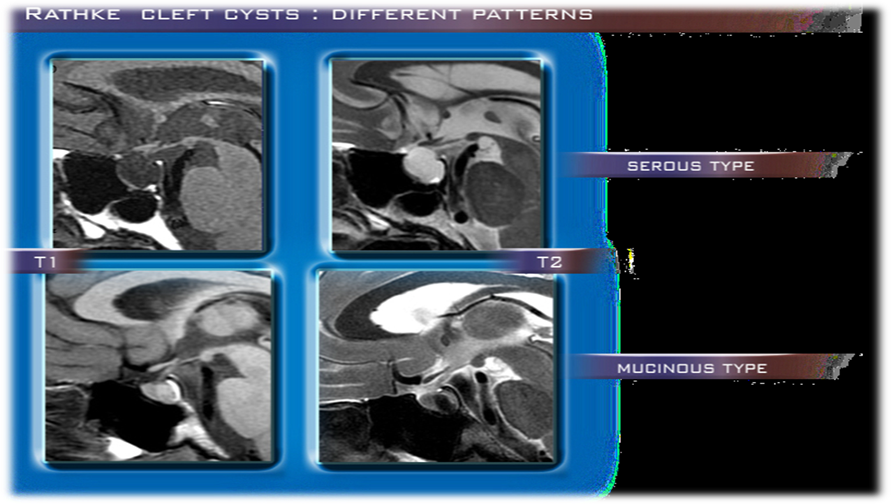 RATHKE CLEFT CYSTS : DIFFERENT PATTERNS
SEROUS TYPE
T1
T2
MUCINOUS TYPE